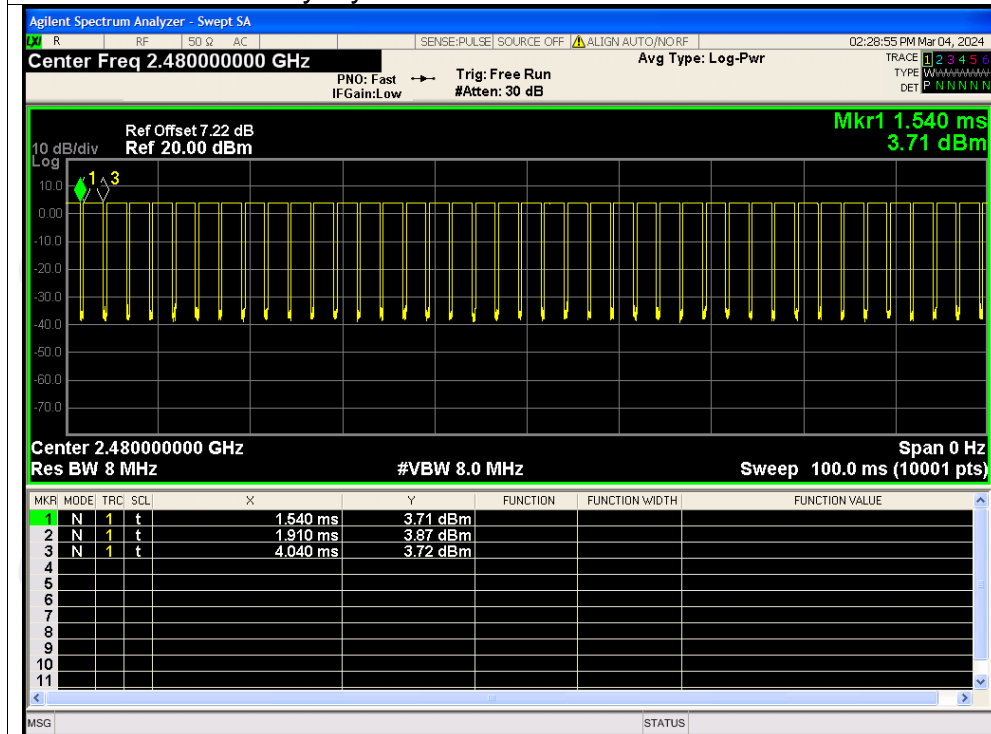 Agilent Spectrum Analyzer - Swept SA
LXI R RF 50 Ω AC SENSE:PULSE SOURCE OFF ALIGN AUTO/NO RF 02:28:55 PM Mar 04, 2024
Center Freq 2.480000000 GHz Avg Type: Log-Pwr TRACE 1 2 3 4 5 6
PNO: Fast Trig: Free Run TYPE
IFGain:Low #Atten: 30 dB DET P N N N N N
Mkr1 1.540 ms
Ref Offset 7.22 dB
10 dB/div Ref 20.00 dBm 3.71 dBm
Log
1 3
10.0
0.00
-10.0
-20.0
-30.0
-40.0
-50.0
-60.0
-70.0
Center 2.480000000 GHz Span 0 Hz
Res BW 8 MHz #VBW 8.0 MHz Sweep 100.0 ms (10001 pts)
MKR MODE TRC SCL X Y FUNCTION FUNCTION WIDTH FUNCTION VALUE
1 N 1 t 1.540 ms 3.71 dBm
2 N 1 t 1.910 ms 3.87 dBm
3 N 1 t 4.040 ms 3.72 dBm
4
5
6
7
8
9
10
11
MSG STATUS